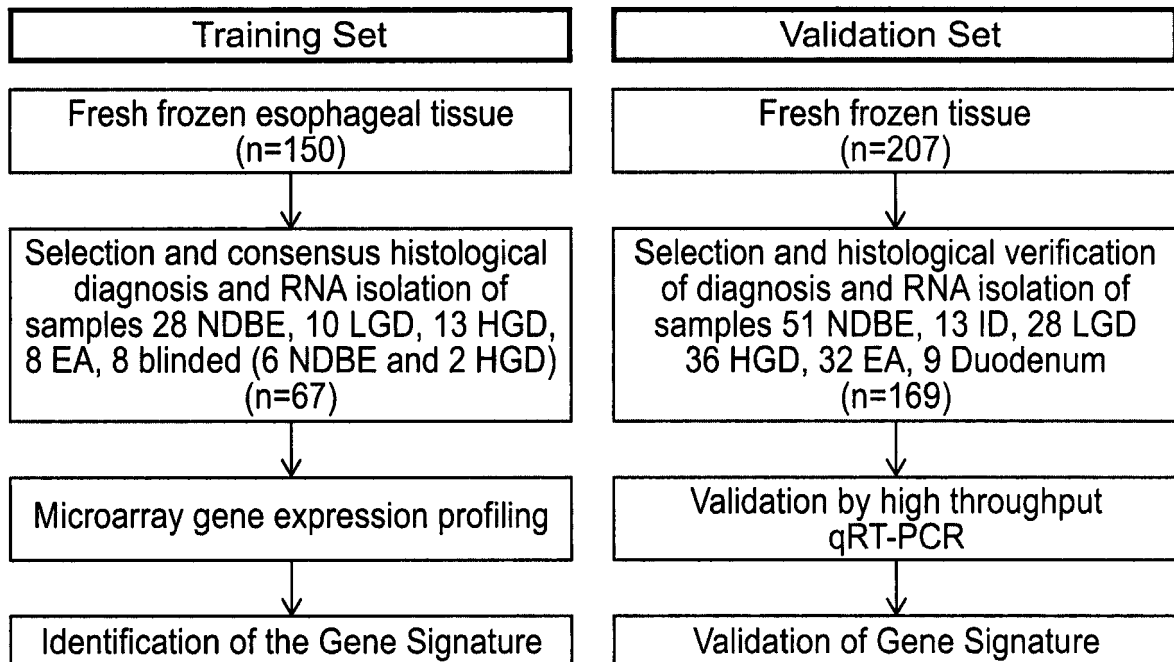 Training Set
Fresh frozen esophageal tissue
(n=150)
Selection and consensus histological
diagnosis and RNA isolation of
samples 28 NDBE, 10 LGD, 13 HGD,
8 EA, 8 blinded (6 NDBE and 2 HGD)
(n=67)
Microarray gene expression profiling
Identification of the Gene Signature
Validation Set
Fresh frozen tissue
(n=207)
Selection and histological verification
of diagnosis and RNA isolation of
samples 51 NDBE, 13 ID, 28 LGD
36 HGD, 32 EA, 9 Duodenum
(n=169)
Validation by high throughput
qRT-PCR
Validation of Gene Signature